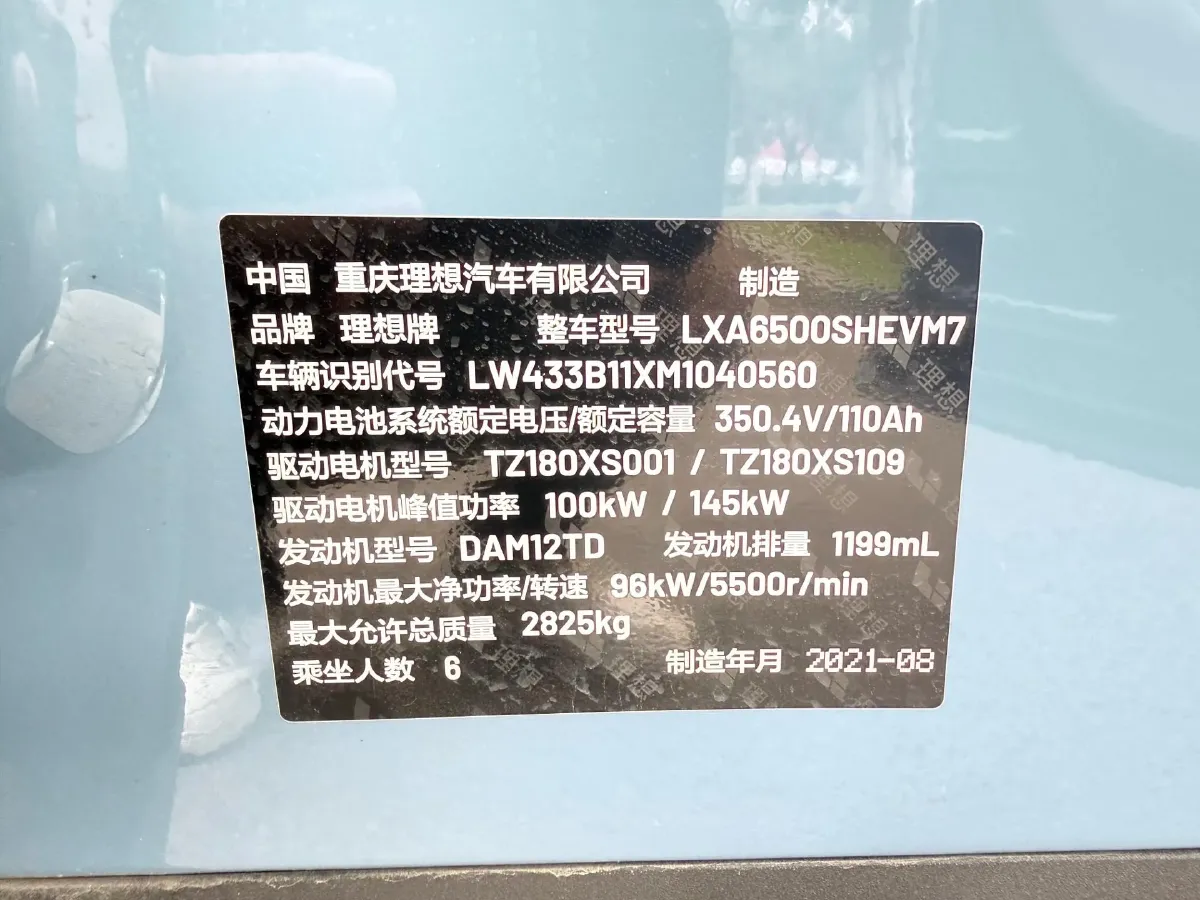 中国 重庆理想汽车有限公司 制造
品牌 理想牌 整车型号 LXA6500SHEVM7
车辆识别代号 LW433B11XM1040560
动力电池系统额定电压/额定容量 350.4V/110Ah
驱动电机型号 TZ180XS001 / TZ180XS109
驱动电机峰值功率 100kW / 145kW
发动机型号 DAM12TD 发动机排量 1199mL
发动机最大净功率/转速 96kW/5500r/min
最大允许总质量 2825kg
乘坐人数 6 制造年月 2021-08